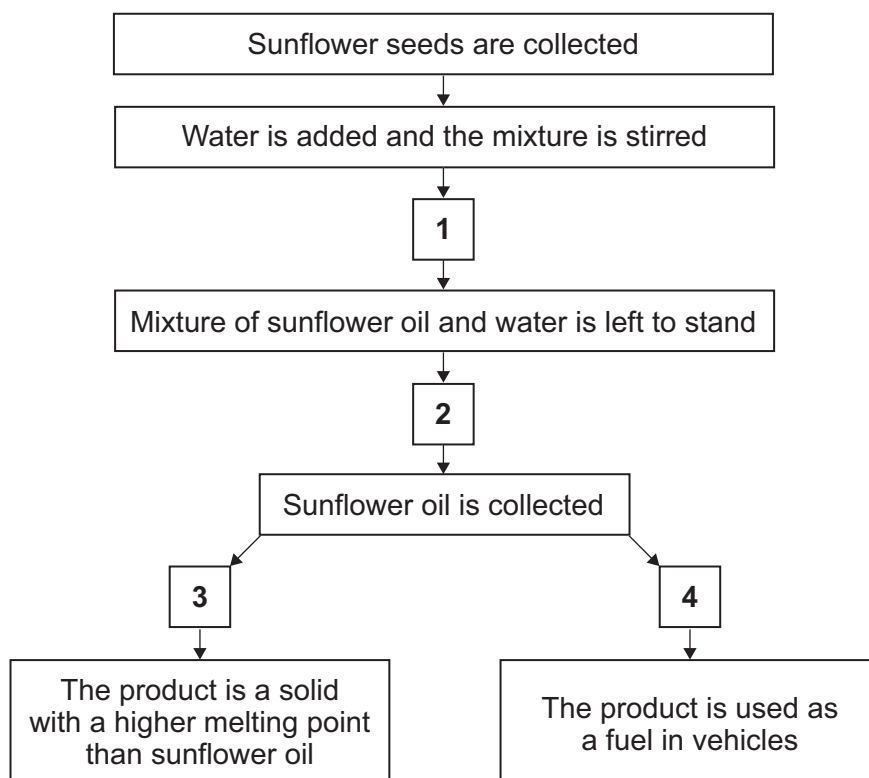 Sunflower seeds are collected
Water is added and the mixture is stirred
1
Mixture of sunflower oil and water is left to stand
2
Sunflower oil is collected
3
4
The product is a solid
with a higher melting point
than sunflower oil
The product is used as
a fuel in vehicles